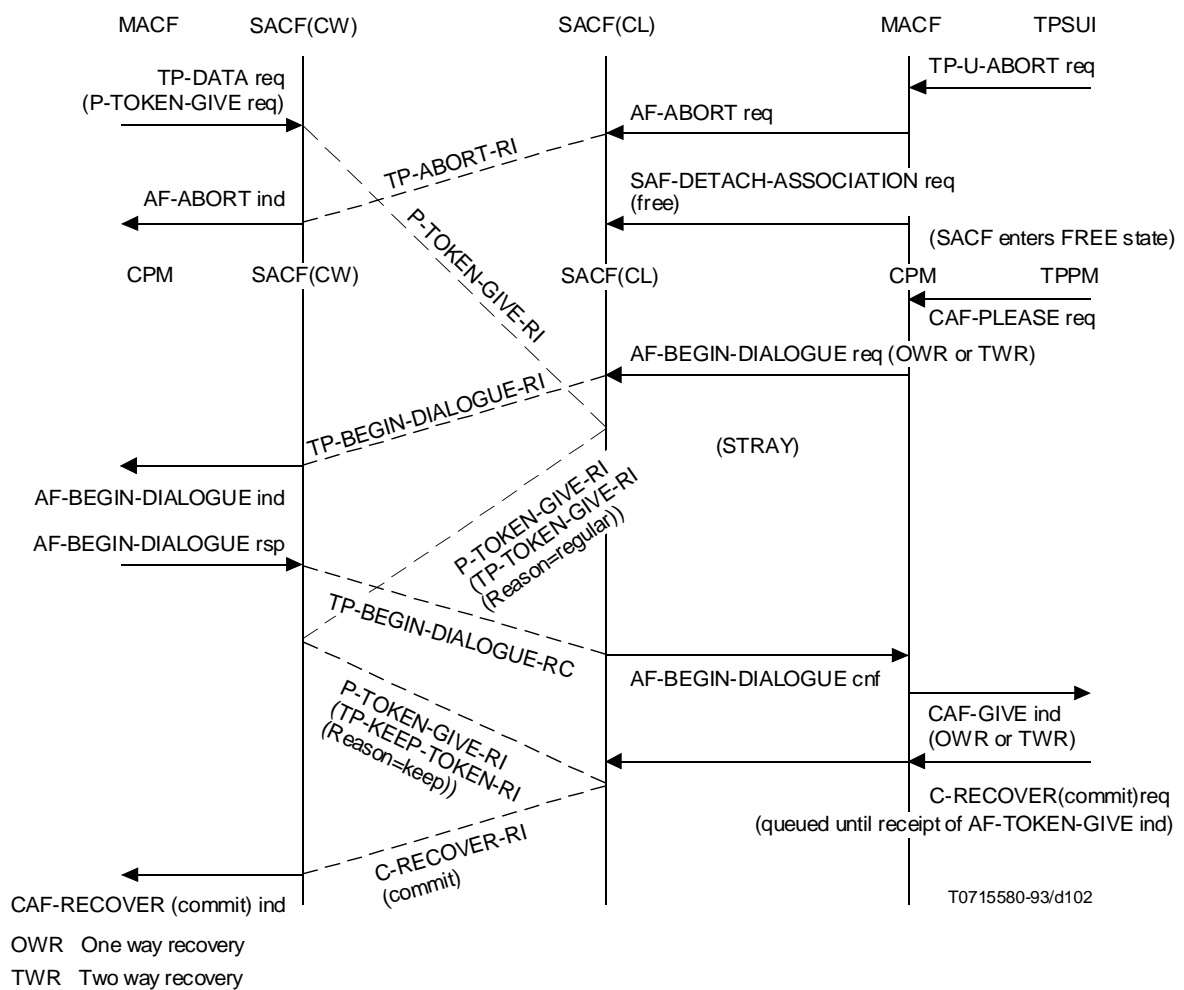 MACF SACF(CW) SACF(CL) MACF TPSUI
TP-DATA req
(P-TOKEN-GIVE req)
TP-U-ABORT req
AF-ABORT req
TP-ABORT-RI
AF-ABORT ind
SAF-DETACH-ASSOCIATION req
(free)
P-TOKEN-GIVE-RI
(SACF enters FREE state)
CPM SACF(CW) SACF(CL) CPM TPPM
CAF-PLEASE req
AF-BEGIN-DIALOGUE req (OWR or TWR)
TP-BEGIN-DIALOGUE-RI
(STRAY)
AF-BEGIN-DIALOGUE ind
P-TOKEN-GIVE-RI
(TP-TOKEN-GIVE-RI
(Reason=regular))
AF-BEGIN-DIALOGUE rsp
TP-BEGIN-DIALOGUE-RC
AF-BEGIN-DIALOGUE cnf
P-TOKEN-GIVE-RI
(TP-KEEP-TOKEN-RI
(Reason=keep))
CAF-GIVE ind
(OWR or TWR)
C-RECOVER(commit)req
(queued until receipt of AF-TOKEN-GIVE ind)
C-RECOVER-RI
(commit)
CAF-RECOVER (commit) ind
T0715580-93/d102
OWR One way recovery
TWR Two way recovery